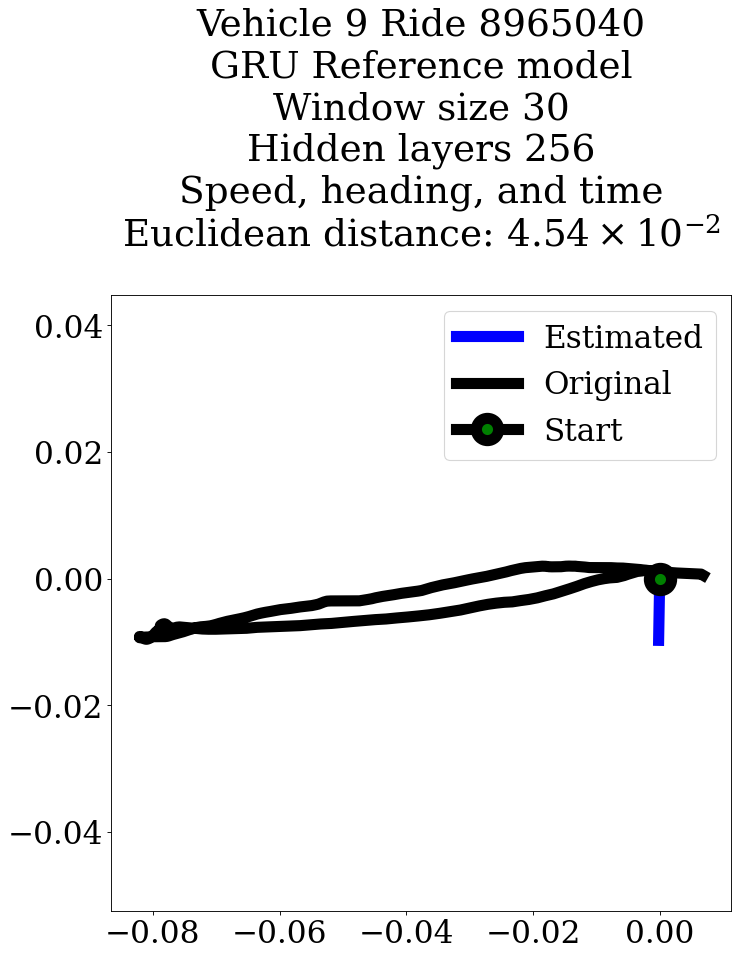 Vehicle 9 Ride 8965040
GRU Reference model
Window size 30
Hidden layers 256
Speed, heading, and time
Euclidean distance: 4.54 × 10⁻²
Estimated
Original
Start
0.04
0.02
0.00
−0.02
−0.04
−0.08 −0.06 −0.04 −0.02 0.00